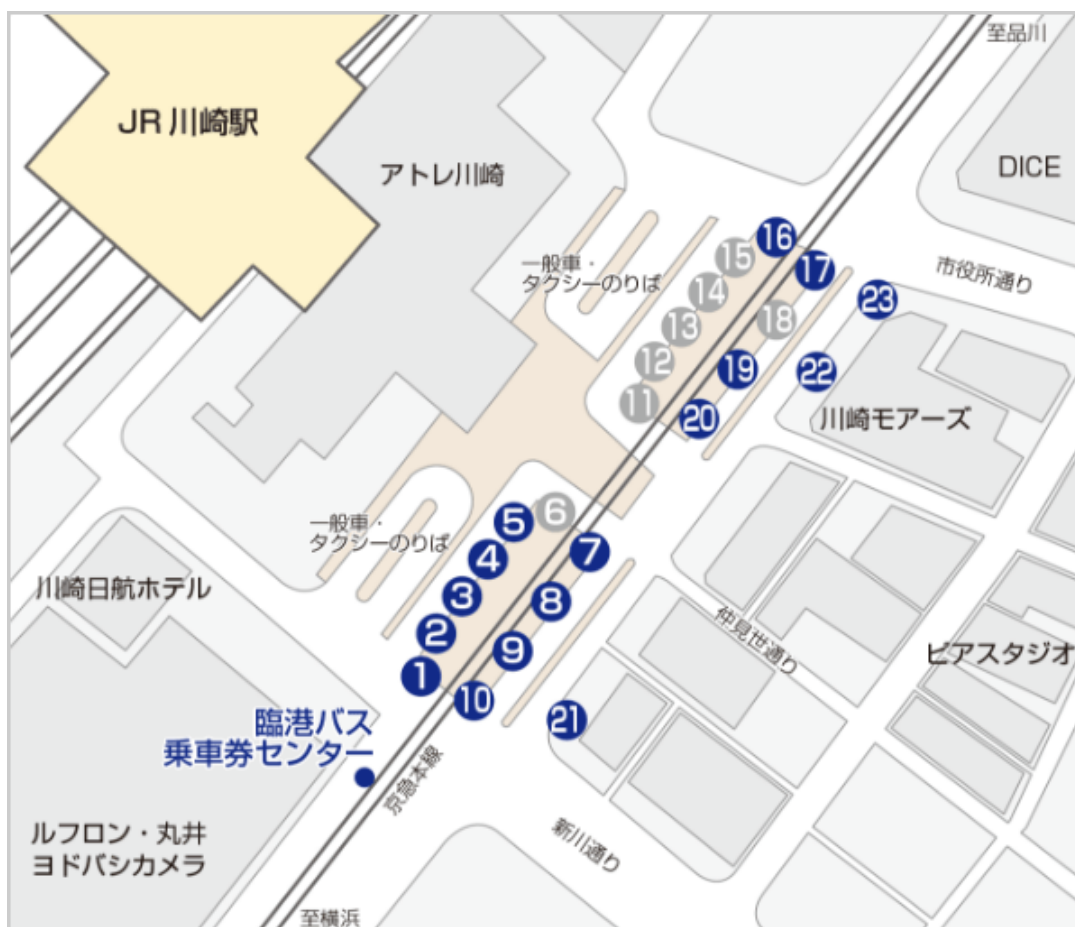 至品川
JR 川崎駅
アトレ川崎
DICE
16
15
17
一般車・
タクシーのりば
市役所通り
14
23
18
13
12
19
22
11
20
川崎モアーズ
6
5
一般車・
タクシーのりば
7
4
川崎日航ホテル
3
8
仲見世通り
2
9
ビアスタジオ
1
10
21
臨港バス
乗車券センター
京急本線
ルフロン・丸井
ヨドバシカメラ
新川通り
至横浜